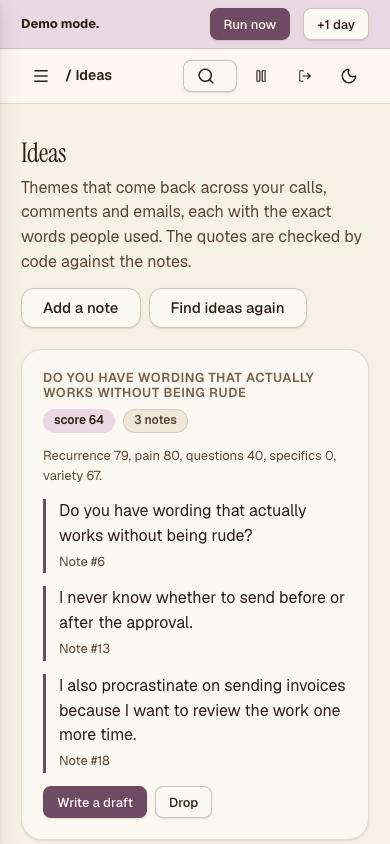 Demo mode.
Run now
+1 day
/ Ideas
Ideas
Themes that come back across your calls,
comments and emails, each with the exact
words people used. The quotes are checked by
code against the notes.
Add a note
Find ideas again
DO YOU HAVE WORDING THAT ACTUALLY
WORKS WITHOUT BEING RUDE
score 64
3 notes
Recurrence 79, pain 80, questions 40, specifics 0,
variety 67.
Do you have wording that actually
works without being rude?
Note #6
I never know whether to send before or
after the approval.
Note #13
I also procrastinate on sending invoices
because I want to review the work one
more time.
Note #18
Write a draft
Drop